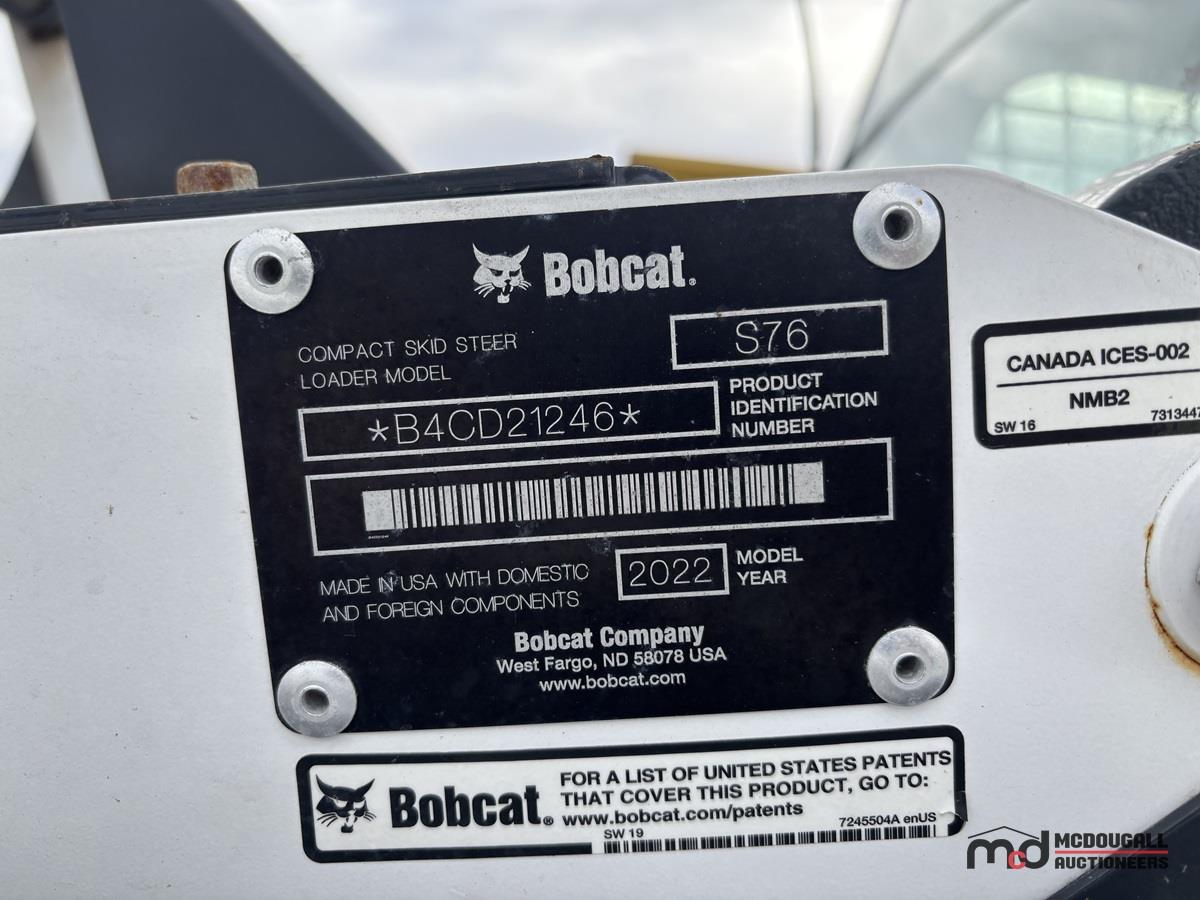 Bobcat®
COMPACT SKID STEER
LOADER MODEL
S76
*B4CD21246*
PRODUCT
IDENTIFICATION
NUMBER
MADE IN USA WITH DOMESTIC
AND FOREIGN COMPONENTS
2022
MODEL
YEAR
Bobcat Company
West Fargo, ND 58078 USA
www.bobcat.com
CANADA ICES-002
NMB2
SW 16
7313447
Bobcat®
FOR A LIST OF UNITED STATES PATENTS
THAT COVER THIS PRODUCT, GO TO:
www.bobcat.com/patents
SW 19
7245504A enUS
mcd MCDOUGALL
AUCTIONEERS